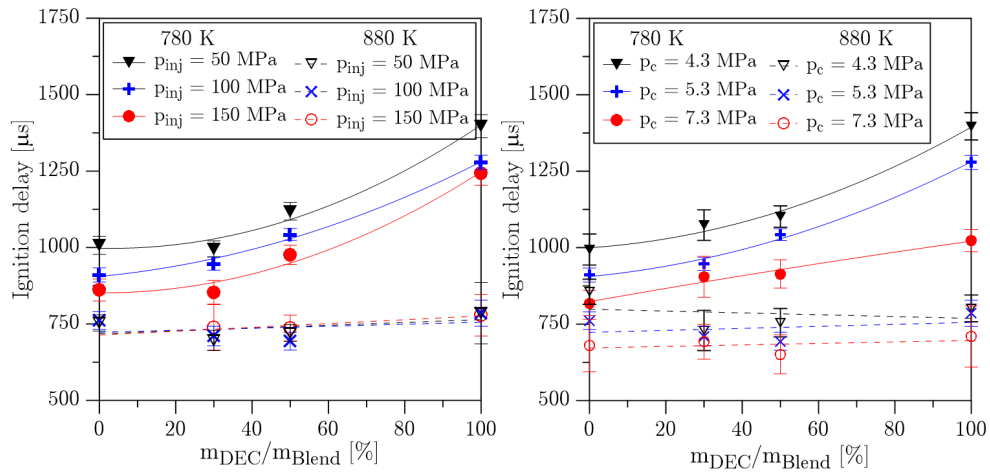 1750
1500
1250
1000
750
500
Ignition delay [µs]
780 K 880 K
p_inj = 50 MPa p_inj = 50 MPa
p_inj = 100 MPa p_inj = 100 MPa
p_inj = 150 MPa p_inj = 150 MPa
0 20 40 60 80 100
m_DEC/m_Blend [%]
1750
1500
1250
1000
750
500
Ignition delay [µs]
780 K 880 K
p_c = 4.3 MPa p_c = 4.3 MPa
p_c = 5.3 MPa p_c = 5.3 MPa
p_c = 7.3 MPa p_c = 7.3 MPa
0 20 40 60 80 100
m_DEC/m_Blend [%]